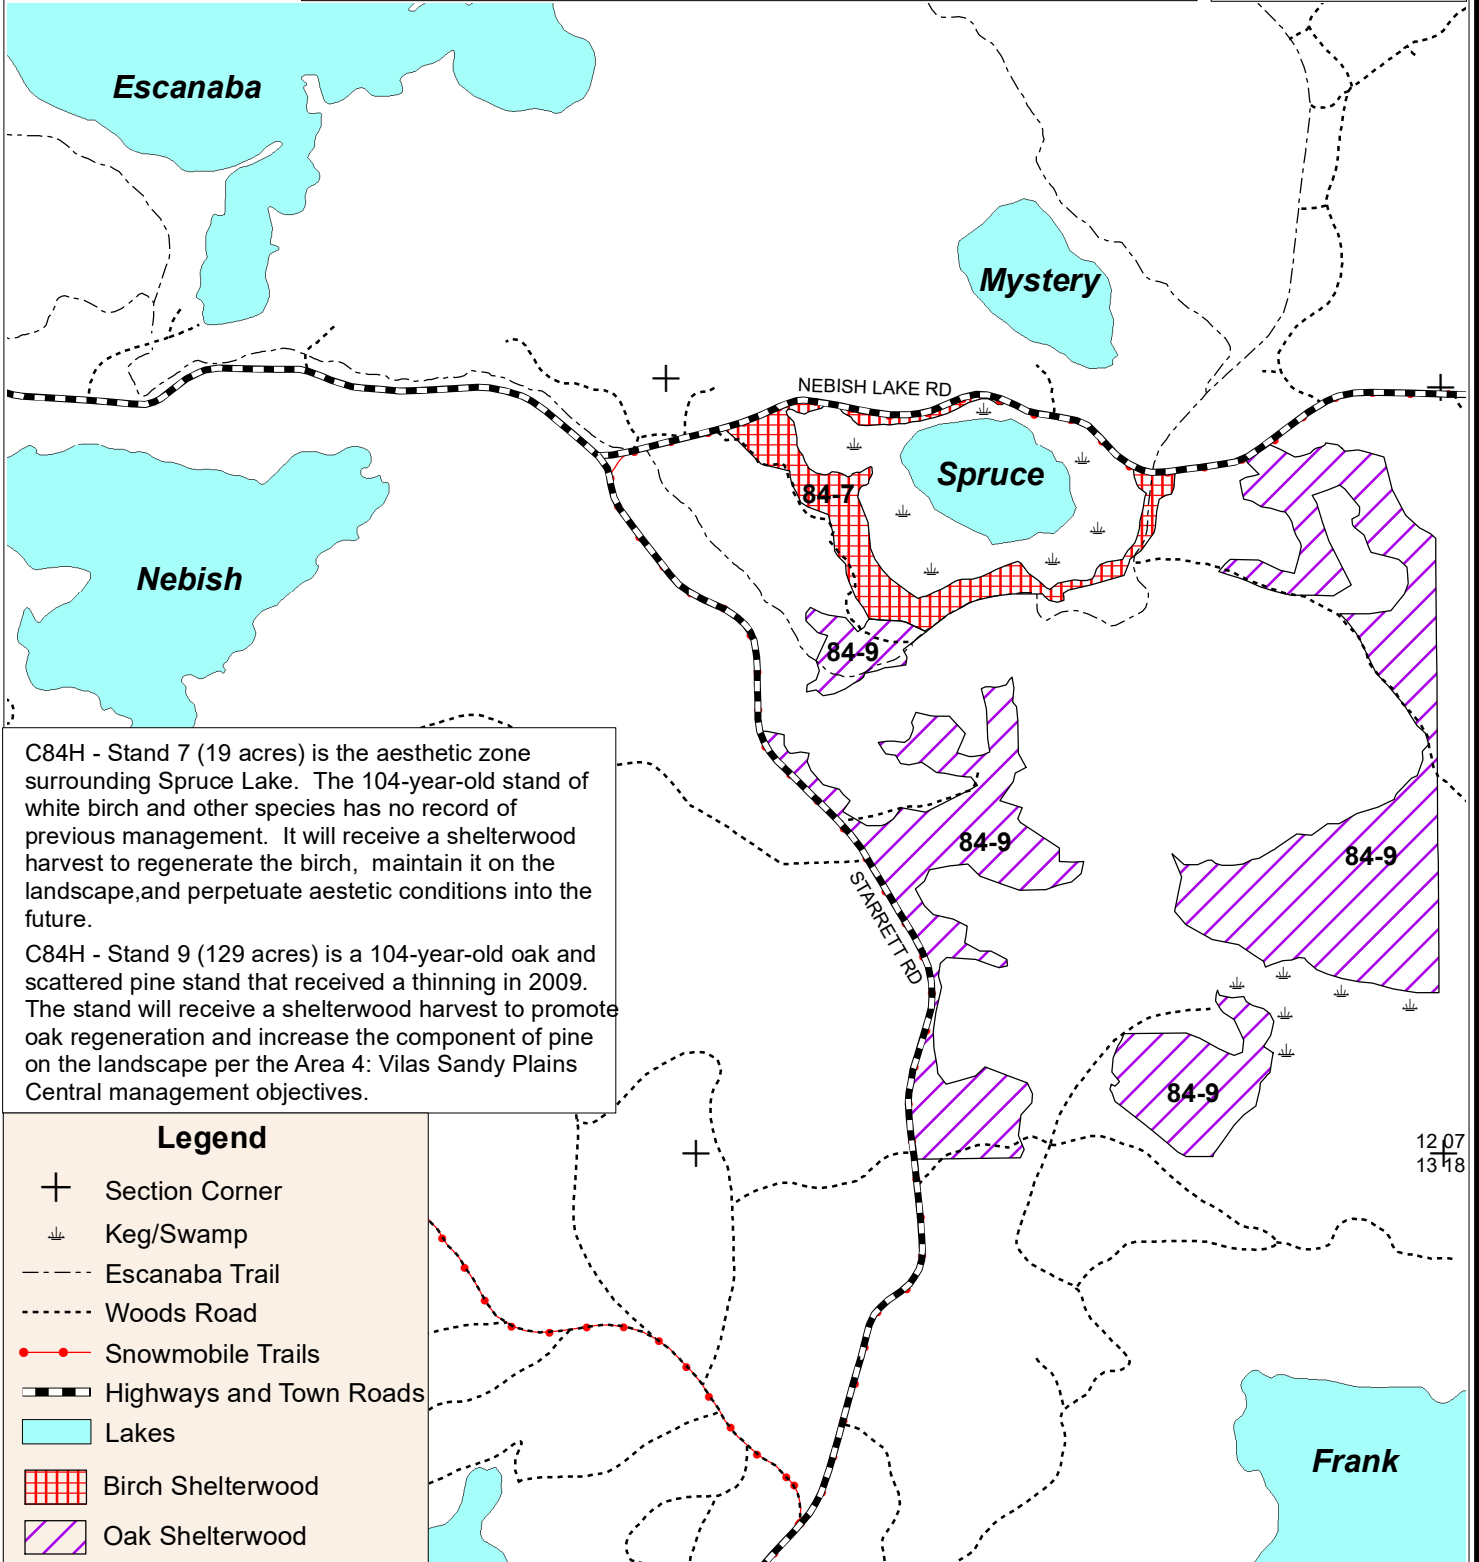 Escanaba
Mystery
NEBISH LAKE RD
Spruce
84-7
Nebish
84-9
C84H - Stand 7 (19 acres) is the aesthetic zone
surrounding Spruce Lake. The 104-year-old stand of
white birch and other species has no record of
previous management. It will receive a shelterwood
harvest to regenerate the birch, maintain it on the
landscape,and perpetuate aestetic conditions into the
future.
C84H - Stand 9 (129 acres) is a 104-year-old oak and
scattered pine stand that received a thinning in 2009.
The stand will receive a shelterwood harvest to promote
oak regeneration and increase the component of pine
on the landscape per the Area 4: Vilas Sandy Plains
Central management objectives.
84-9
84-9
STARRETT RD
84-9
12 07
13 18
Legend
Section Corner
Keg/Swamp
Escanaba Trail
Woods Road
Snowmobile Trails
Highways and Town Roads
Lakes
Birch Shelterwood
Oak Shelterwood
Frank